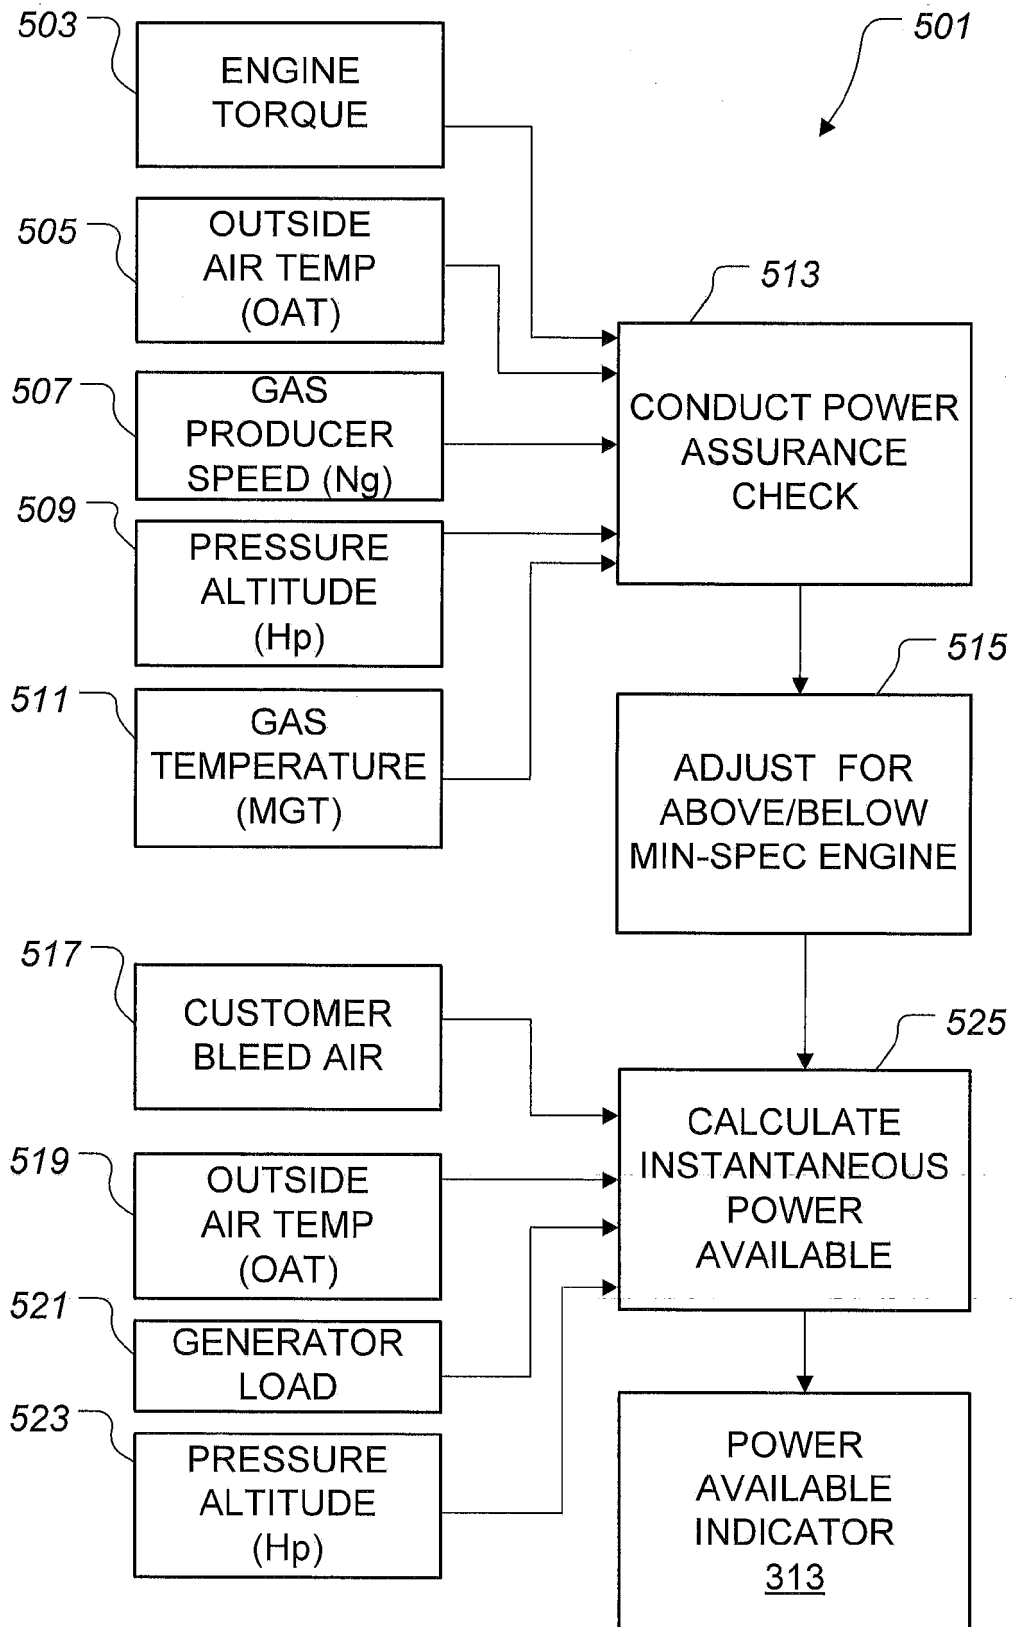 503
501
ENGINE
TORQUE
505
OUTSIDE
AIR TEMP
(OAT)
513
507
GAS
PRODUCER
SPEED (Ng)
CONDUCT POWER
ASSURANCE
CHECK
509
PRESSURE
ALTITUDE
(Hp)
515
511
GAS
TEMPERATURE
(MGT)
ADJUST FOR
ABOVE/BELOW
MIN-SPEC ENGINE
517
CUSTOMER
BLEED AIR
525
CALCULATE
INSTANTANEOUS
POWER
AVAILABLE
519
OUTSIDE
AIR TEMP
(OAT)
521
GENERATOR
LOAD
523
PRESSURE
ALTITUDE
(Hp)
POWER
AVAILABLE
INDICATOR
313